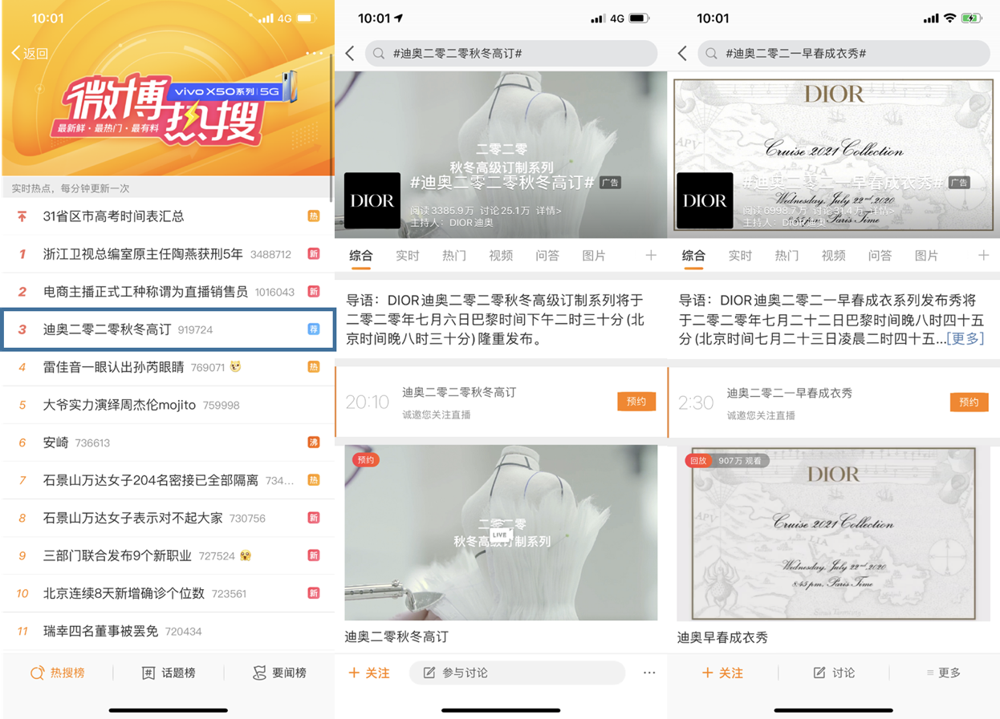 10:01
4G
返回
微博
vivo X50系列|5G
热搜
最新鲜·最热门·最有料
实时热点，每分钟更新一次
31省区市高考时间表汇总 热
1 浙江卫视总编室原主任陶燕获刑5年 3488712 新
2 电商主播正式工种称谓为直播销售员 1016043 新
3 迪奥二零二零秋冬高订 919724 荐
4 雷佳音一眼认出孙芮眼睛 769071 热
5 大爷实力演绎周杰伦mojito 759998
6 安崎 736613 沸
7 石景山万达女子204名密接已全部隔离 734... 热
8 石景山万达女子表示对不起大家 730756 新
9 三部门联合发布9个新职业 727524 新
10 北京连续8天新增确诊个位数 723561 新
11 瑞幸四名董事被罢免 720434
热搜榜 话题榜 要闻榜
10:01
4G
#迪奥二零二零秋冬高订#
二零二零
秋冬高级订制系列
DIOR
#迪奥二零二零秋冬高订# 广告
阅读3385.9万 讨论25.1万 详情>
主持人：DIOR迪奥
综合 实时 热门 视频 问答 图片
导语：DIOR迪奥二零二零秋冬高级订制系列将于
二零二零年七月六日巴黎时间下午二时三十分(北
京时间晚八时三十分)隆重发布。
20:10 迪奥二零二零秋冬高订 预约
诚邀您关注直播
预约
二零二零
LIVE
秋冬高级订制系列
迪奥二零秋冬高订
关注 参与讨论
10:01
#迪奥二零二一早春成衣秀#
DIOR
Cruise 2021 Collection
DIOR
#迪奥二零二一早春成衣秀# 广告
Wednesday, July 22nd, 2020
阅读6998.7万 讨论31.4万 详情>
8:45 pm, Paris Time
主持人：DIOR迪奥
综合 实时 热门 视频 问答 图片
导语：DIOR迪奥二零二一早春成衣系列发布秀将
于二零二零年七月二十二日巴黎时间晚八时四十五
分(北京时间七月二十三日凌晨二时四十五...[更多]
2:30 迪奥二零二一早春成衣秀 预约
诚邀您关注直播
回放 907万 观看
DIOR
APV
Cruise 2021 Collection
Wednesday, July 22nd, 2020
8:45 pm, Paris Time
迪奥早春成衣秀
关注 讨论 更多